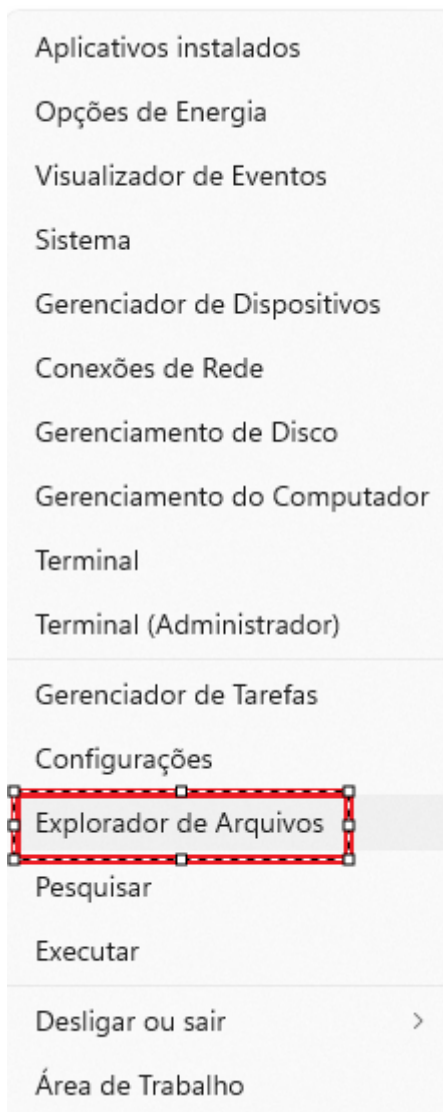 Aplicativos instalados
Opções de Energia
Visualizador de Eventos
Sistema
Gerenciador de Dispositivos
Conexões de Rede
Gerenciamento de Disco
Gerenciamento do Computador
Terminal
Terminal (Administrador)
Gerenciador de Tarefas
Configurações
Explorador de Arquivos
Pesquisar
Executar
Desligar ou sair
Área de Trabalho